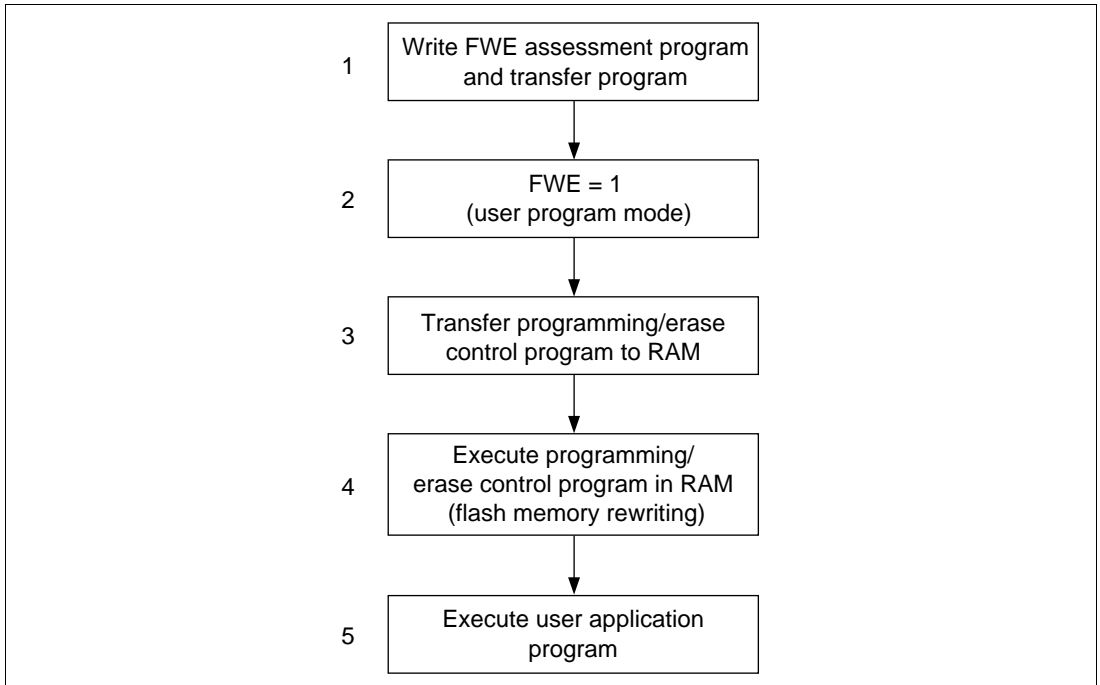 1
Write FWE assessment program
and transfer program
2
FWE = 1
(user program mode)
3
Transfer programming/erase
control program to RAM
4
Execute programming/
erase control program in RAM
(flash memory rewriting)
5
Execute user application
program